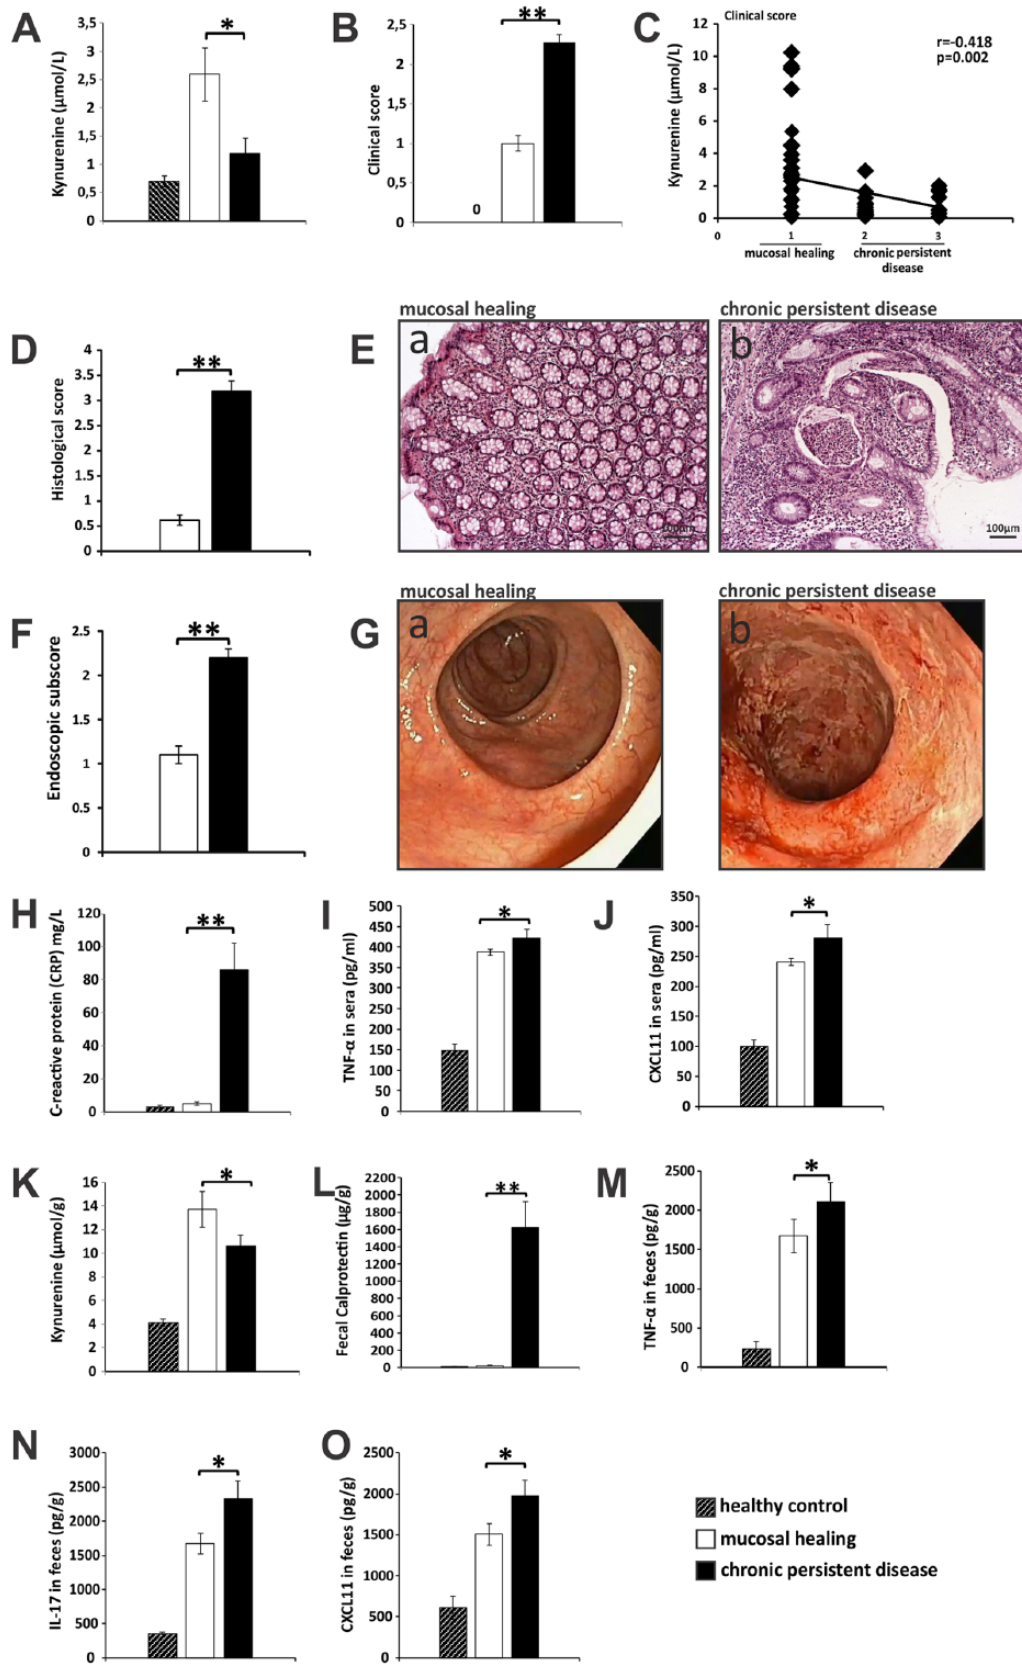 A
Kynurenine (µmol/L)
3,5
3
2,5
2
1,5
1
0,5
0
*
B
Clinical score
2,5
2
1,5
1
0,5
0
0
**
C
Clinical score
Kynurenine (µmol/L)
12
10
8
6
4
2
0
r=-0.418
p=0.002
0 1 2 3
mucosal healing
chronic persistent
disease
D
Histological score
4
3.5
3
2.5
2
1.5
1
0.5
0
**
E
mucosal healing
a
100µm
chronic persistent disease
b
100µm
F
Endoscopic subscore
2.5
2
1.5
1
0.5
0
**
G
mucosal healing
a
chronic persistent disease
b
H
C-reactive protein (CRP) mg/L
120
100
80
60
40
20
0
**
I
TNF-α in sera (pg/ml)
500
450
400
350
300
250
200
150
100
50
0
*
J
CXCL11 in sera (pg/ml)
350
300
250
200
150
100
50
0
*
K
Kynurenine (µmol/g)
16
14
12
10
8
6
4
2
0
*
L
Fecal Calprotectin (µg/g)
2200
2000
1800
1600
1400
1200
1000
800
600
400
200
0
**
M
TNF-α in feces (pg/g)
2500
2000
1500
1000
500
0
*
N
IL-17 in feces (pg/g)
3000
2500
2000
1500
1000
500
0
*
O
CXCL11 in feces (pg/g)
2500
2000
1500
1000
500
0
*
healthy control
mucosal healing
chronic persistent disease